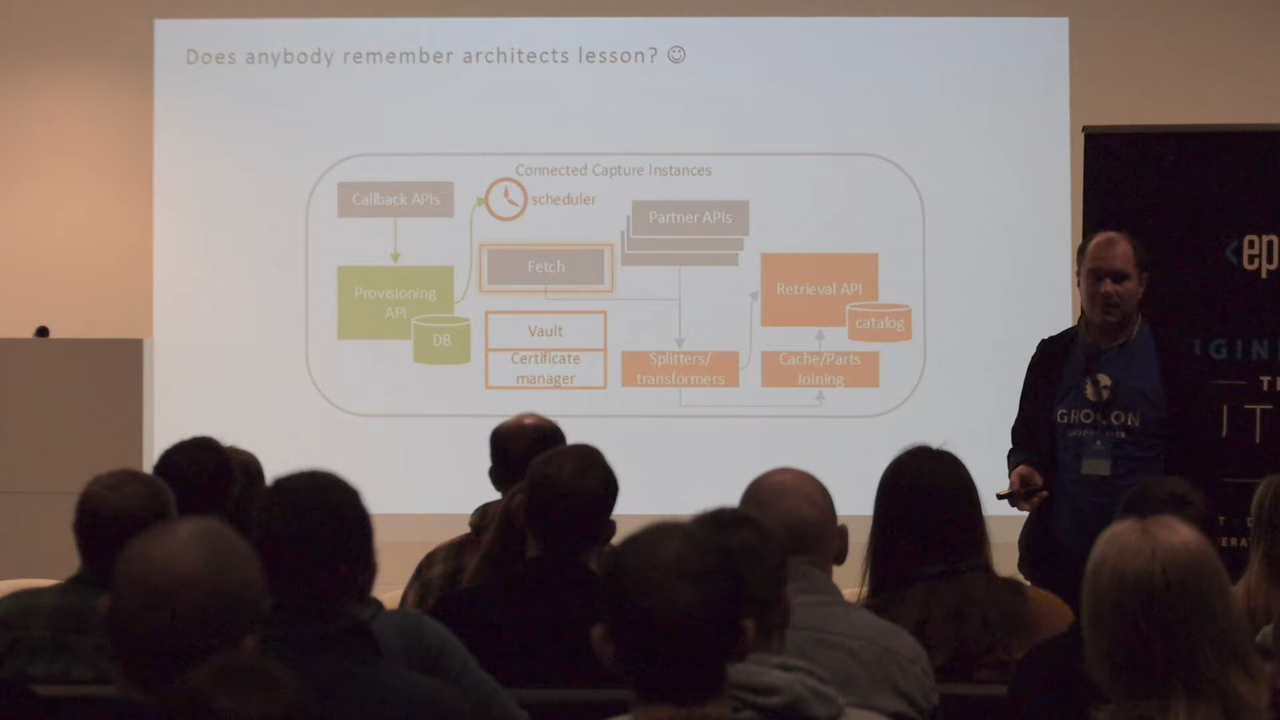 Does anybody remember architects lesson? ☺
Connected Capture Instances
Callback APIs
scheduler
Partner APIs
Fetch
Provisioning
API
DB
Retrieval API
catalog
Vault
Certificate
manager
Splitters/
transformers
Cache/Parts
Joining
<ep